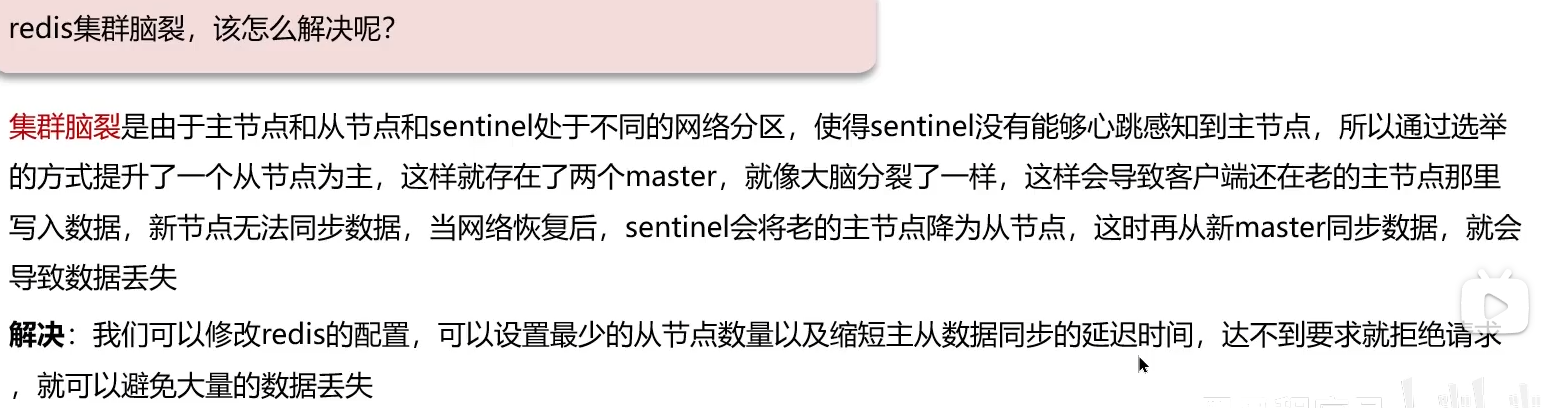 redis集群脑裂，该怎么解决呢?
集群脑裂是由于主节点和从节点和sentinel处于不同的网络分区，使得sentinel没有能够心跳感知到主节点，所以通过选举
的方式提升了一个从节点为主，这样就存在了两个master，就像大脑分裂了一样，这样会导致客户端还在老的主节点那里
写入数据，新节点无法同步数据，当网络恢复后，sentinel会将老的主节点降为从节点，这时再从新master同步数据，就会
导致数据丢失
解决：我们可以修改redis的配置，可以设置最少的从节点数量以及缩短主从数据同步的延迟时间，达不到要求就拒绝请求
，就可以避免大量的数据丢失